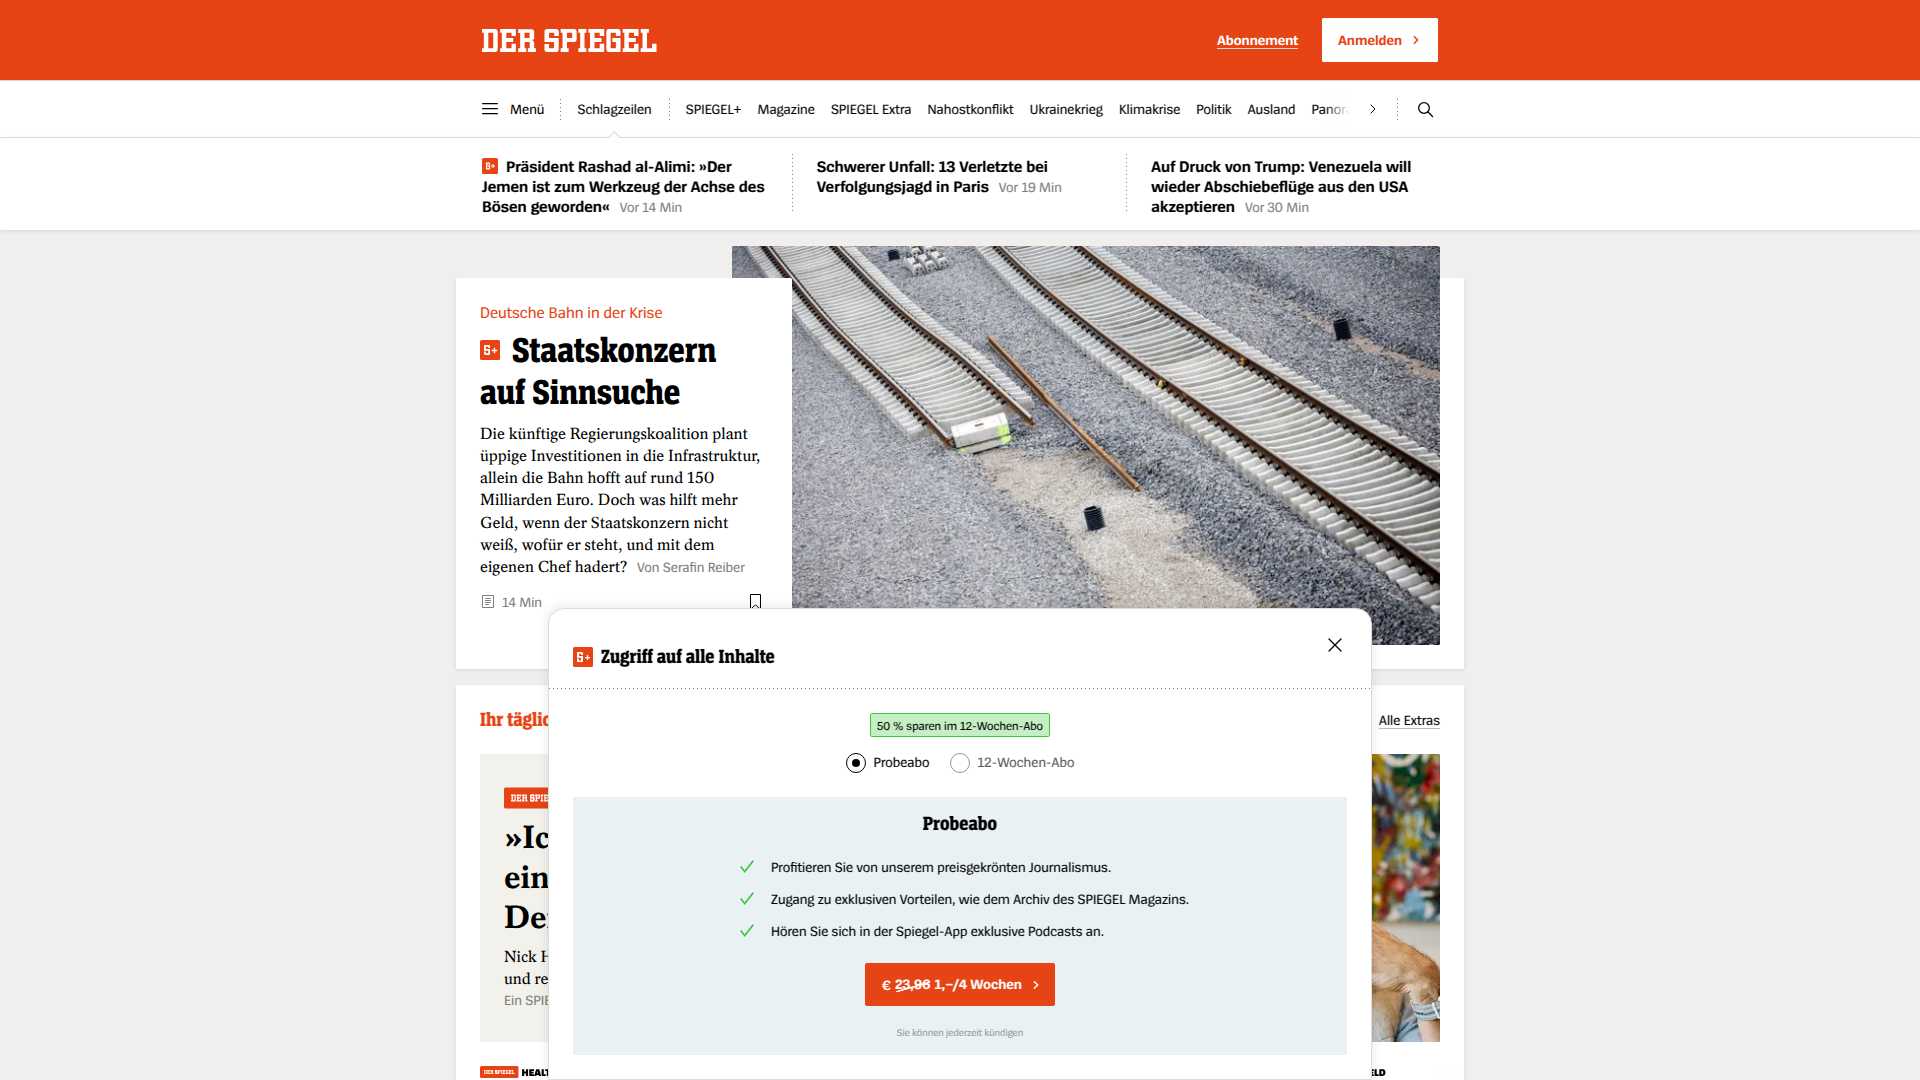 DER SPIEGEL
Abonnement
Anmelden
Menü
Schlagzeilen
SPIEGEL+
Magazine
SPIEGEL Extra
Nahostkonflikt
Ukrainekrieg
Klimakrise
Politik
Ausland
Panor
Präsident Rashad al-Alimi: »Der
Jemen ist zum Werkzeug der Achse des
Bösen geworden« Vor 14 Min
Schwerer Unfall: 13 Verletzte bei
Verfolgungsjagd in Paris Vor 19 Min
Auf Druck von Trump: Venezuela will
wieder Abschiebeflüge aus den USA
akzeptieren Vor 30 Min
Deutsche Bahn in der Krise
S+ Staatskonzern
auf Sinnsuche
Die künftige Regierungskoalition plant
üppige Investitionen in die Infrastruktur,
allein die Bahn hofft auf rund 150
Milliarden Euro. Doch was hilft mehr
Geld, wenn der Staatskonzern nicht
weiß, wofür er steht, und mit dem
eigenen Chef hadert? Von Serafin Reiber
14 Min
S+ Zugriff auf alle Inhalte
50 % sparen im 12-Wochen-Abo
Probeabo
12-Wochen-Abo
Probeabo
Profitieren Sie von unserem preisgekrönten Journalismus.
Zugang zu exklusiven Vorteilen, wie dem Archiv des SPIEGEL Magazins.
Hören Sie sich in der Spiegel-App exklusive Podcasts an.
€ 23,96 1,–/4 Wochen
Sie können jederzeit kündigen
Ihr täglic
Alle Extras
DER SPIE
»Ic
ein
De
Nick H
und re
Ein SPIE
DER SPIEGEL HEALT
ELD